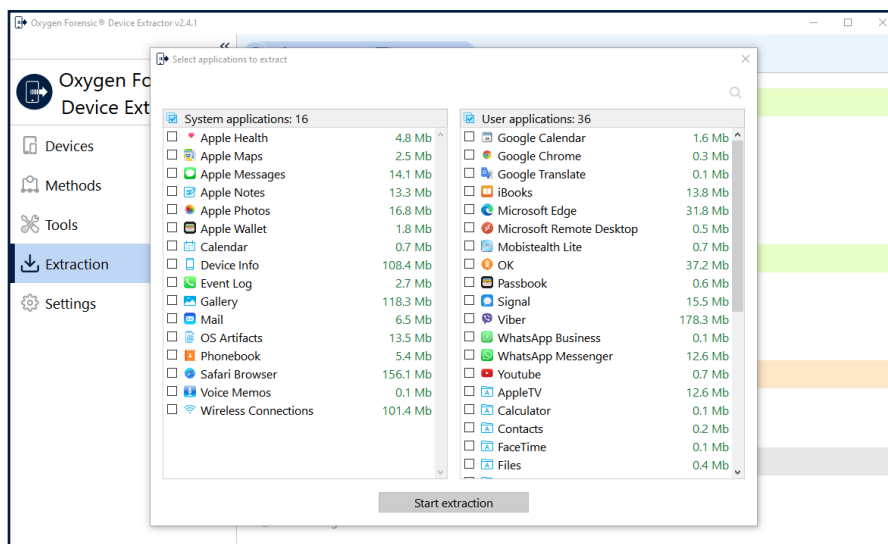 Oxygen Forensic® Device Extractor v2.4.1
Select applications to extract
Oxygen Fo
Device Ext
Devices
Methods
Tools
Extraction
Settings
System applications: 16
Apple Health 4.8 Mb
Apple Maps 2.5 Mb
Apple Messages 14.1 Mb
Apple Notes 13.3 Mb
Apple Photos 16.8 Mb
Apple Wallet 1.8 Mb
Calendar 0.7 Mb
Device Info 108.4 Mb
Event Log 2.7 Mb
Gallery 118.3 Mb
Mail 6.5 Mb
OS Artifacts 13.5 Mb
Phonebook 5.4 Mb
Safari Browser 156.1 Mb
Voice Memos 0.1 Mb
Wireless Connections 101.4 Mb
User applications: 36
Google Calendar 1.6 Mb
Google Chrome 0.3 Mb
Google Translate 0.1 Mb
iBooks 13.8 Mb
Microsoft Edge 31.8 Mb
Microsoft Remote Desktop 0.5 Mb
Mobistealth Lite 0.7 Mb
OK 37.2 Mb
Passbook 0.6 Mb
Signal 15.5 Mb
Viber 178.3 Mb
WhatsApp Business 0.1 Mb
WhatsApp Messenger 12.6 Mb
Youtube 0.7 Mb
AppleTV 12.6 Mb
Calculator 0.1 Mb
Contacts 0.2 Mb
FaceTime 0.1 Mb
Files 0.4 Mb
Start extraction